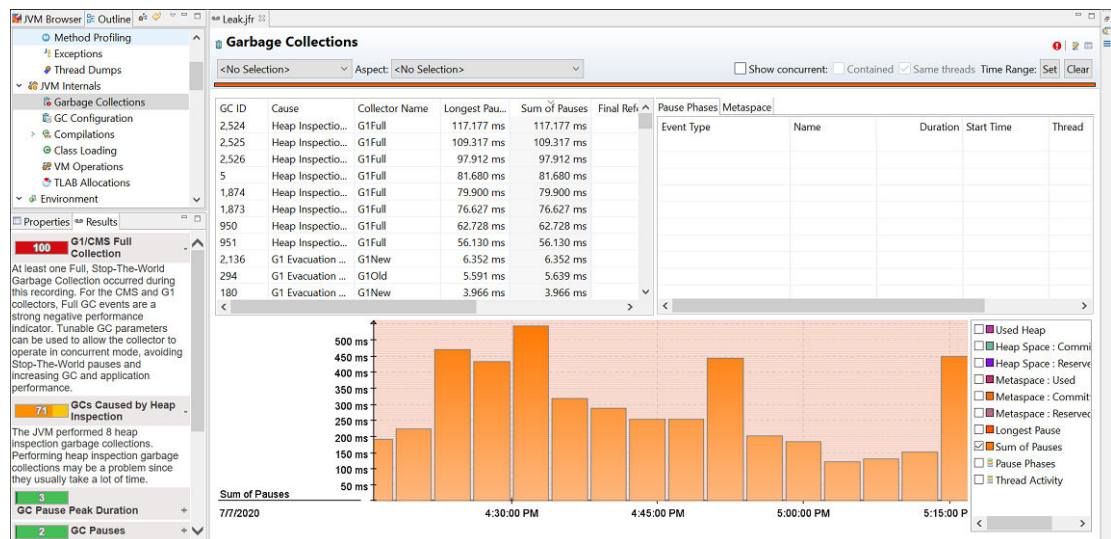 JVM Browser Outline
Method Profiling
Exceptions
Thread Dumps
JVM Internals
Garbage Collections
GC Configuration
Compilations
Class Loading
VM Operations
TLAB Allocations
Environment
Properties Results
100 G1/CMS Full Collection -
At least one Full, Stop-The-World
Garbage Collection occurred during
this recording. For the CMS and G1
collectors, Full GC events are a
strong negative performance
indicator. Tunable GC parameters
can be used to allow the collector to
operate in concurrent mode, avoiding
Stop-The-World pauses and
increasing GC and application
performance.
71 GCs Caused by Heap Inspection -
The JVM performed 8 heap
inspection garbage collections.
Performing heap inspection garbage
collections may be a problem since
they usually take a lot of time.
3
GC Pause Peak Duration +
2 GC Pauses +
Leak.jfr
Garbage Collections
<No Selection> Aspect: <No Selection> Show concurrent: Contained Same threads Time Range: Set Clear
GC ID Cause Collector Name Longest Pau... Sum of Pauses Final Refe
2,524 Heap Inspectio... G1Full 117.177 ms 117.177 ms
2,525 Heap Inspectio... G1Full 109.317 ms 109.317 ms
2,526 Heap Inspectio... G1Full 97.912 ms 97.912 ms
5 Heap Inspectio... G1Full 81.680 ms 81.680 ms
1,874 Heap Inspectio... G1Full 79.900 ms 79.900 ms
1,873 Heap Inspectio... G1Full 76.627 ms 76.627 ms
950 Heap Inspectio... G1Full 62.728 ms 62.728 ms
951 Heap Inspectio... G1Full 56.130 ms 56.130 ms
2,136 G1 Evacuation ... G1New 6.352 ms 6.352 ms
294 G1 Evacuation ... G1Old 5.591 ms 5.639 ms
180 G1 Evacuation ... G1New 3.966 ms 3.966 ms
Pause Phases Metaspace
Event Type Name Duration Start Time Thread
500 ms
450 ms
400 ms
350 ms
300 ms
250 ms
200 ms
150 ms
100 ms
50 ms
Sum of Pauses
7/7/2020 4:30:00 PM 4:45:00 PM 5:00:00 PM 5:15:00 P
Used Heap
Heap Space : Commi
Heap Space : Reserve
Metaspace : Used
Metaspace : Commit
Metaspace : Reserved
Longest Pause
Sum of Pauses
Pause Phases
Thread Activity